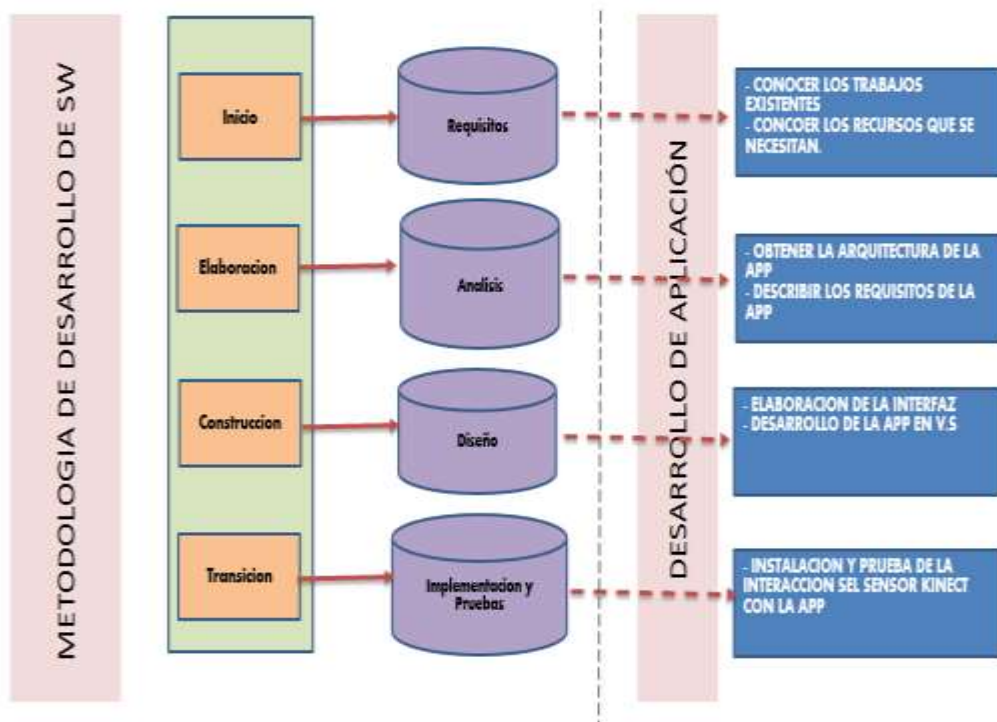 METODOLOGIA DE DESARROLLO DE SW
Inicio
Requisitos
Elaboracion
Analisis
Construccion
Diseño
Transicion
Implementacion y
Pruebas
DESARROLLO DE APLICACIÓN
- CONOCER LOS TRABAJOS
EXISTENTES
- CONCOER LOS RECURSOS QUE SE
NECESITAN.
- OBTENER LA ARQUITECTURA DE LA
APP
- DESCRIBIR LOS REQUISITOS DE LA
APP
- ELABORACION DE LA INTERFAZ
- DESARROLLO DE LA APP EN V.S
- INSTALACION Y PRUEBA DE LA
INTERACCION SEL SENSOR KINECT
CON LA APP